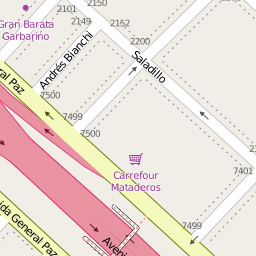 2101
2150
Gran Barata
Garbarino
2149
2152
Andrés Bianchi
2200
Saladillo
ral Paz
7500
7499
7500
Carrefour
Mataderos
7401
ida General Paz
7499
Aveni